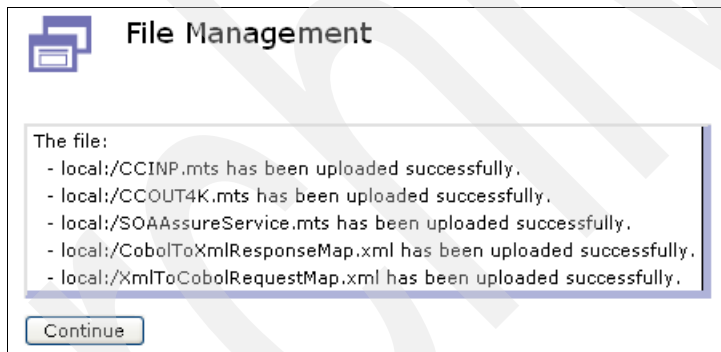 File Management
The file:
- local:/CCINP.mts has been uploaded successfully.
- local:/CCOUT4K.mts has been uploaded successfully.
- local:/SOAAssureService.mts has been uploaded successfully.
- local:/CobolToXmlResponseMap.xml has been uploaded successfully.
- local:/XmlToCobolRequestMap.xml has been uploaded successfully.
Continue